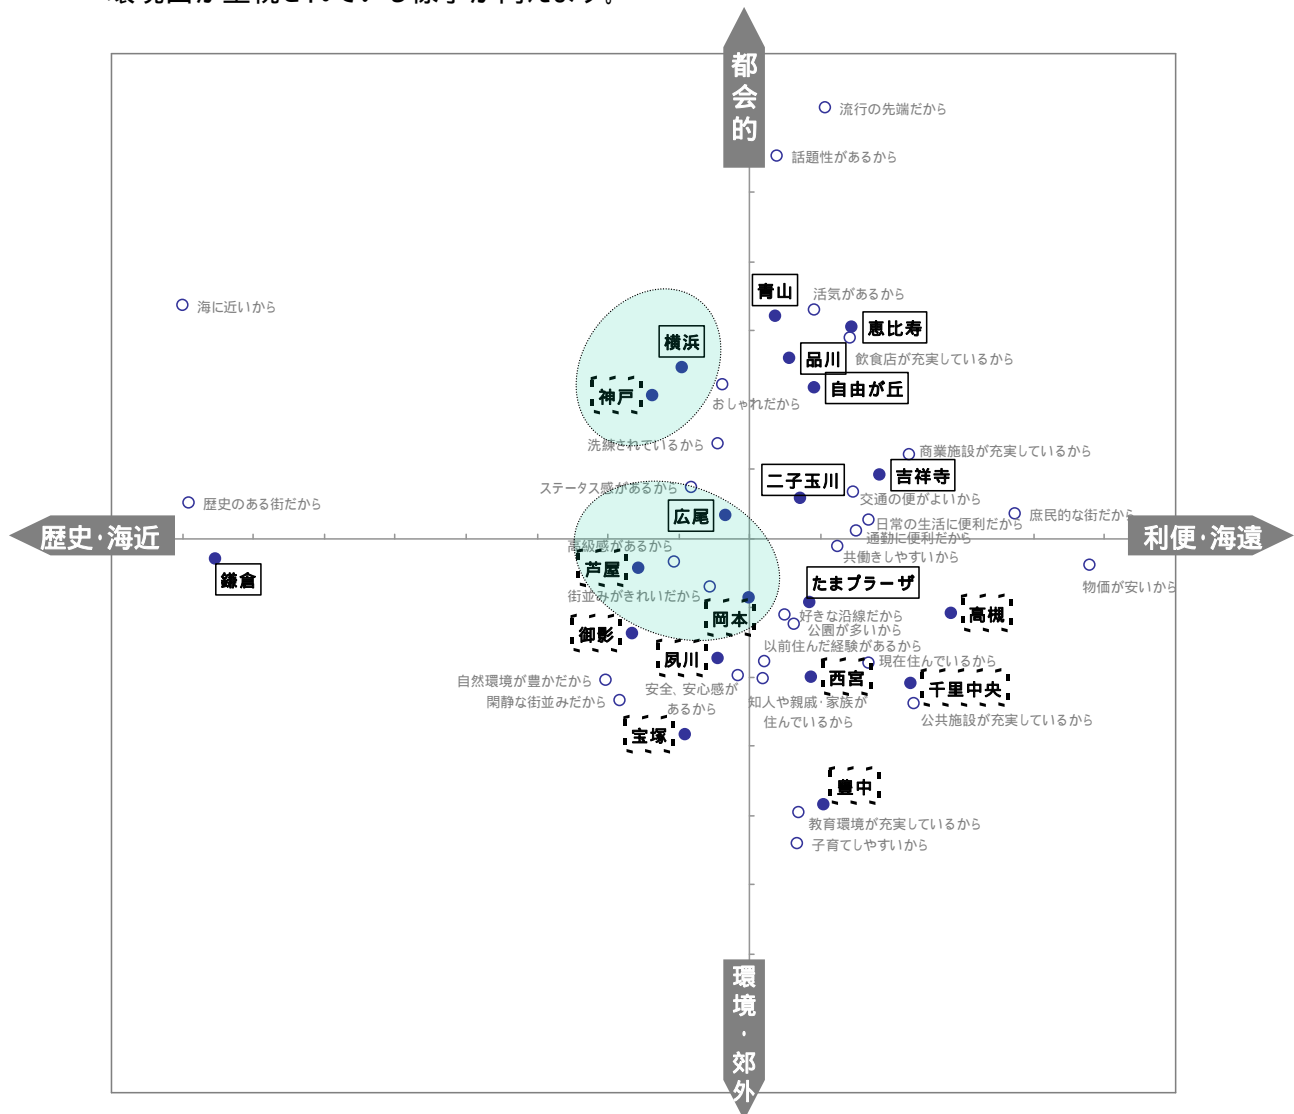 環境面が重視されている様子が伺えます。
都会的
流行の先端だから
話題性があるから
青山
活気があるから
海に近いから
恵比寿
横浜
品川
飲食店が充実しているから
神戸
自由が丘
おしゃれだから
洗練されているから
商業施設が充実しているから
二子玉川
吉祥寺
ステータス感があるから
交通の便がよいから
歴史のある街だから
広尾
日常の生活に便利だから
庶民的な街だから
歴史・海近
通勤に便利だから
利便・海遠
高級感があるから
共働きしやすいから
鎌倉
芦屋
たまプラーザ
物価が安いから
街並みがきれいだから
岡本
好きな沿線だから
高槻
公園が多いから
御影
以前住んだ経験があるから
夙川
現在住んでいるから
自然環境が豊かだから
安全、安心感が
あるから
西宮
千里中央
閑静な街並みだから
知人や親戚・家族が
住んでいるから
公共施設が充実しているから
宝塚
豊中
教育環境が充実しているから
子育てしやすいから
環境・郊外